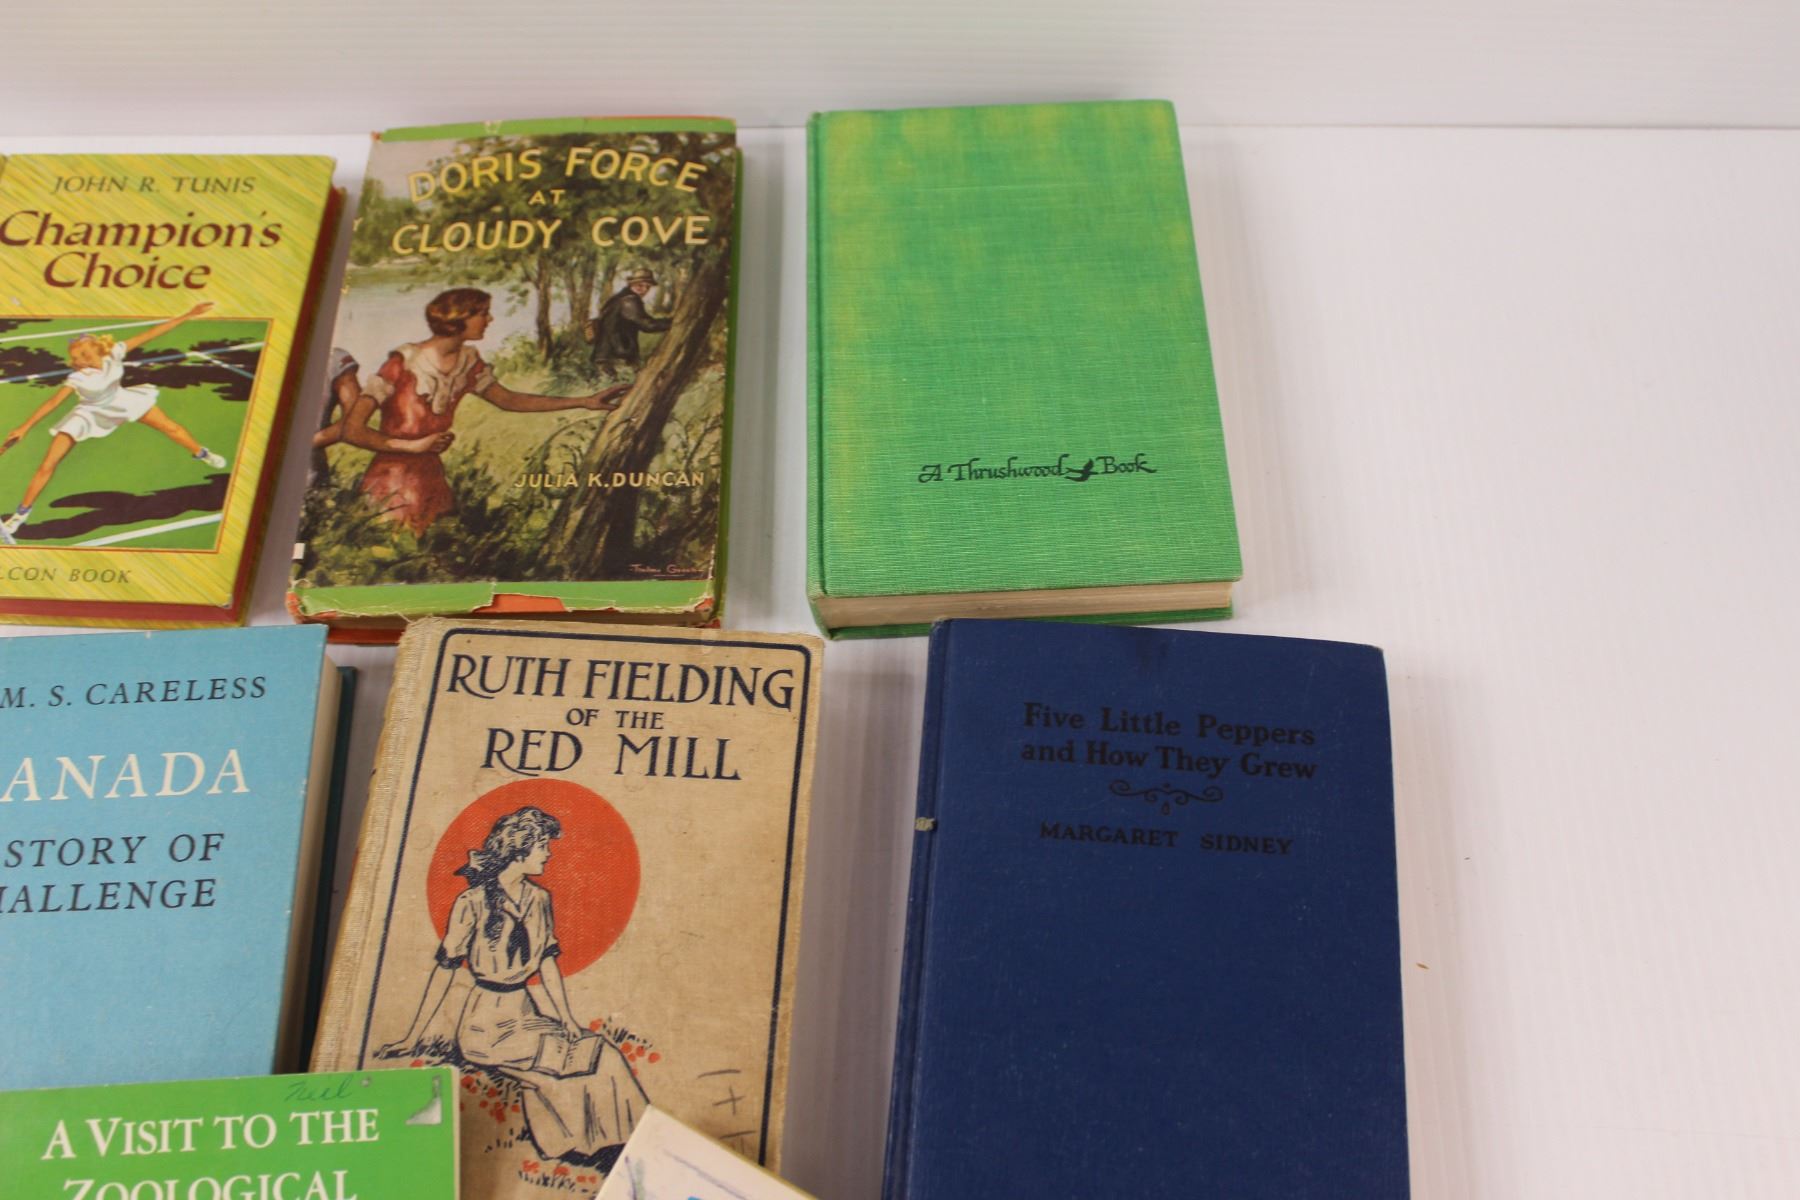 JOHN R. TUNIS
Champion's
Choice
LCON BOOK
DORIS FORCE
AT
CLOUDY COVE
JULIA K. DUNCAN
A Thrushwood Book
M. S. CARELESS
ANADA
STORY OF
HALLENGE
RUTH FIELDING
OF THE
RED MILL
Five Little Peppers
and How They Grew
MARGARET SIDNEY
Neil
A VISIT TO THE
ZOOLOGICAL